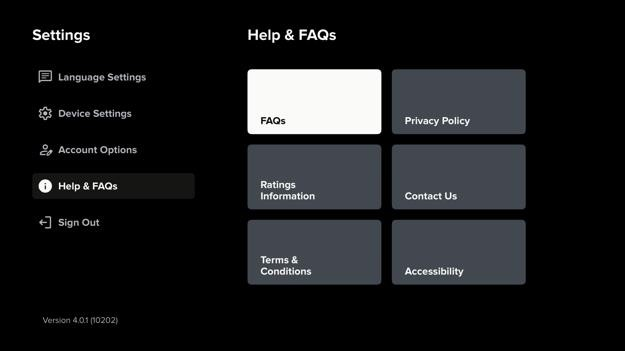 Settings
Language Settings
Device Settings
Account Options
Help & FAQs
Sign Out
Version 4.0.1 (10202)
Help & FAQs
FAQs
Privacy Policy
Ratings
Information
Contact Us
Terms &
Conditions
Accessibility